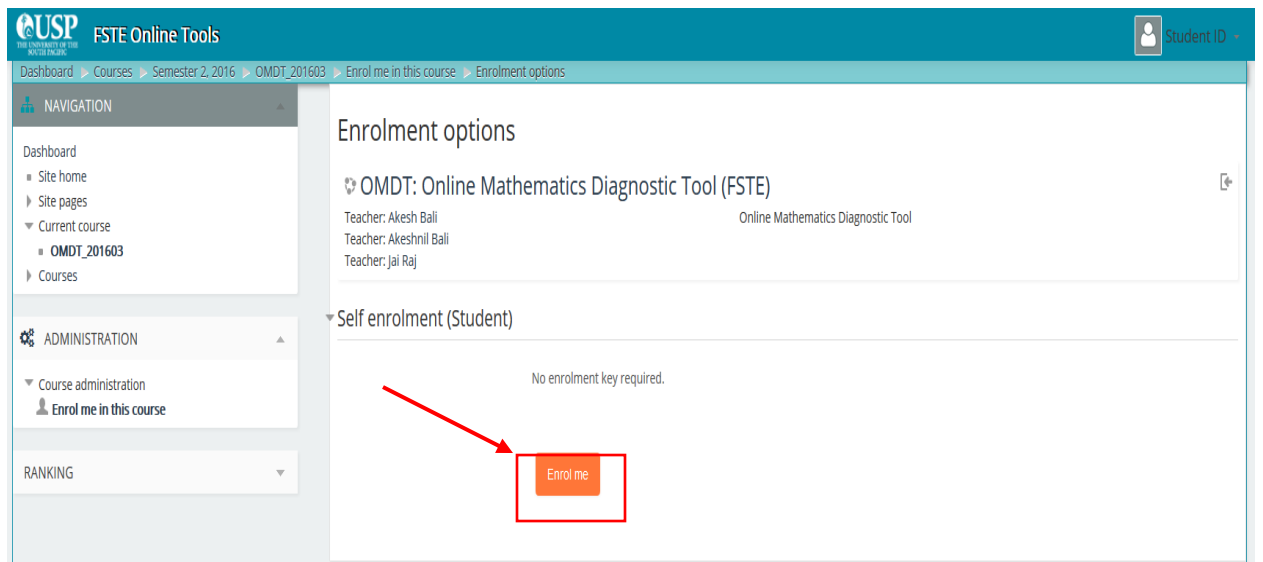 USP
THE UNIVERSITY OF THE
SOUTH PACIFIC
FSTE Online Tools
Student ID
Dashboard Courses Semester 2, 2016 OMDT_201603 Enrol me in this course Enrolment options
NAVIGATION
Dashboard
Site home
Site pages
Current course
OMDT_201603
Courses
ADMINISTRATION
Course administration
Enrol me in this course
RANKING
Enrolment options
OMDT: Online Mathematics Diagnostic Tool (FSTE)
Teacher: Akesh Bali
Teacher: Akeshnil Bali
Teacher: Jai Raj
Online Mathematics Diagnostic Tool
Self enrolment (Student)
No enrolment key required.
Enrol me